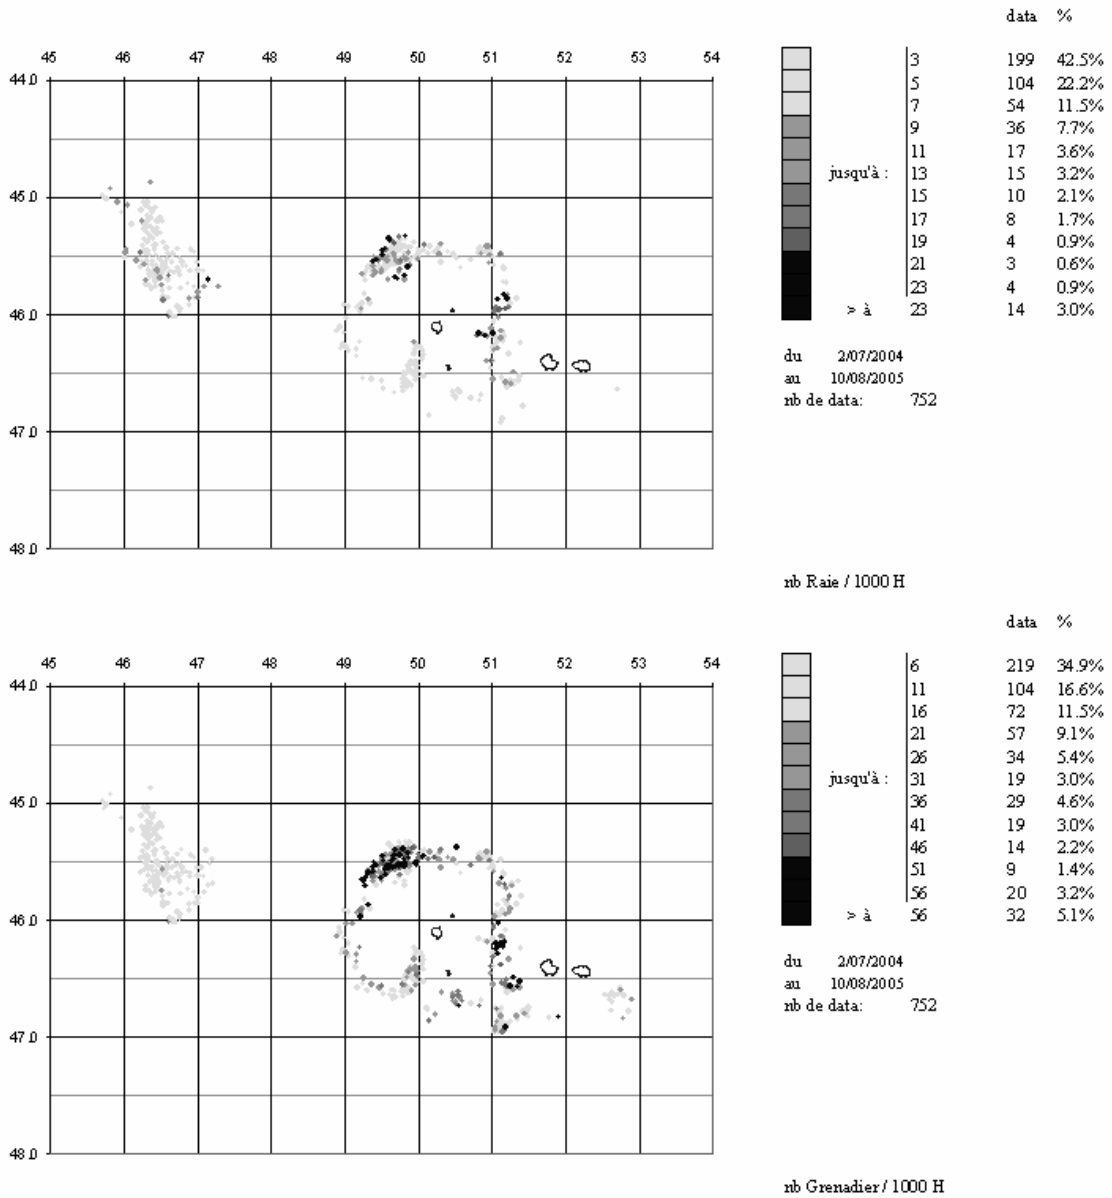 data %
45 46 47 48 49 50 51 52 53 54
44.0
45.0
46.0
47.0
48.0
3 199 42.5%
5 104 22.2%
7 54 11.5%
9 36 7.7%
11 17 3.6%
jusqu'à : 13 15 3.2%
15 10 2.1%
17 8 1.7%
19 4 0.9%
21 3 0.6%
23 4 0.9%
> à 23 14 3.0%
du 2/07/2004
au 10/08/2005
nb de data: 752
nb Raie / 1000 H
data %
45 46 47 48 49 50 51 52 53 54
44.0
45.0
46.0
47.0
48.0
6 219 34.9%
11 104 16.6%
16 72 11.5%
21 57 9.1%
26 34 5.4%
jusqu'à : 31 19 3.0%
36 29 4.6%
41 19 3.0%
46 14 2.2%
51 9 1.4%
56 20 3.2%
> à 56 32 5.1%
du 2/07/2004
au 10/08/2005
nb de data: 752
nb Grenadier / 1000 H